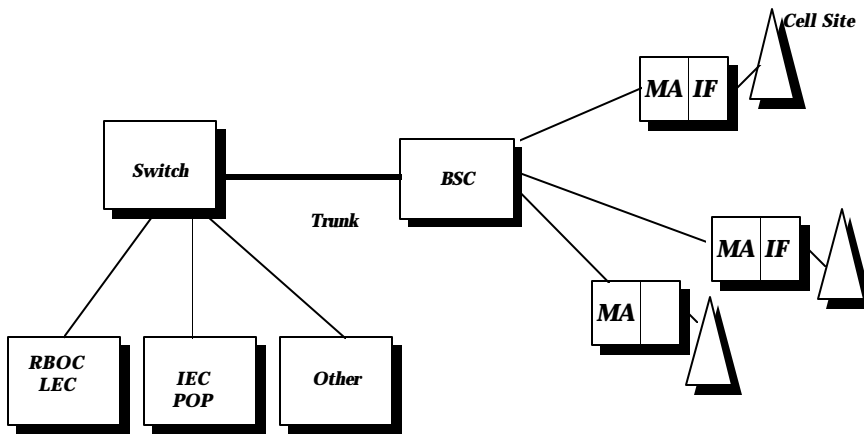 Cell Site
MA IF
Switch
BSC
Trunk
MA IF
MA
RBOC
LEC
IEC
POP
Other